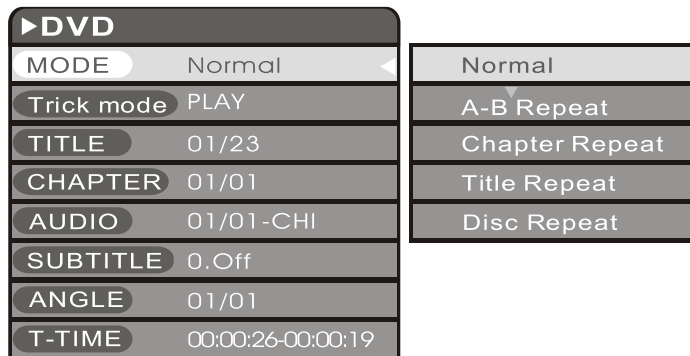 ▶DVD
MODE Normal
Trick mode PLAY
TITLE 01/23
CHAPTER 01/01
AUDIO 01/01-CHI
SUBTITLE 0.Off
ANGLE 01/01
T-TIME 00:00:26-00:00:19
Normal
A-B Repeat
Chapter Repeat
Title Repeat
Disc Repeat